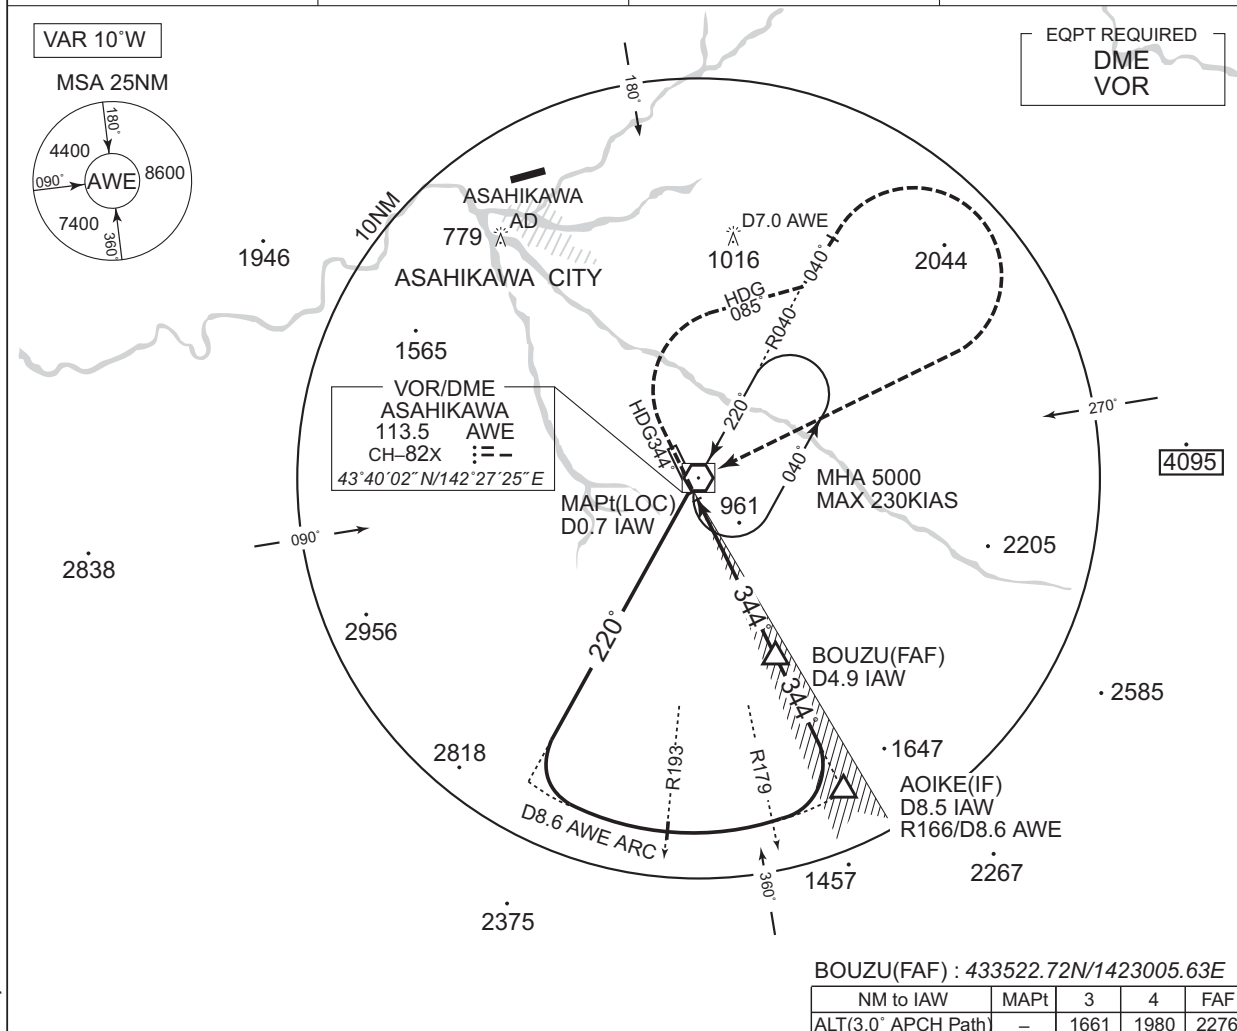 VAR 10˚W
MSA 25NM
180˚
4400
8600
090˚
AWE
7400
360˚
EQPT REQUIRED
DME
VOR
180˚
10NM
ASAHIKAWA
AD
779
ASAHIKAWA CITY
1946
D7.0 AWE
1016
040˚
2044
HDG
085˚
R040
1565
VOR/DME
ASAHIKAWA
113.5 AWE
CH–82X
43˚40´02˝N/142˚27´25˝E
HDG344˚
220˚
040˚
270˚
4095
MHA 5000
MAX 230KIAS
MAPt(LOC)
D0.7 IAW
961
090˚
2838
2205
2956
220˚
344˚
BOUZU(FAF)
D4.9 IAW
344˚
2585
2818
R193
R179
1647
AOIKE(IF)
D8.5 IAW
R166/D8.6 AWE
D8.6 AWE ARC
360˚
1457
2267
2375
BOUZU(FAF) : 433522.72N/1423005.63E
NM to IAW MAPt 3 4 FAF
ALT(3.0˚ APCH Path) – 1661 1980 2276